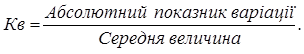 Кв = Абсолютний показник варіації
Середня величина.